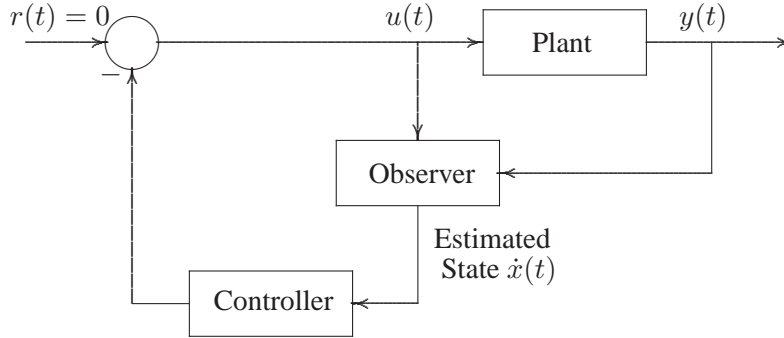 r(t) = 0
u(t)
y(t)
Plant
−
Observer
Estimated
State ẋ(t)
Controller